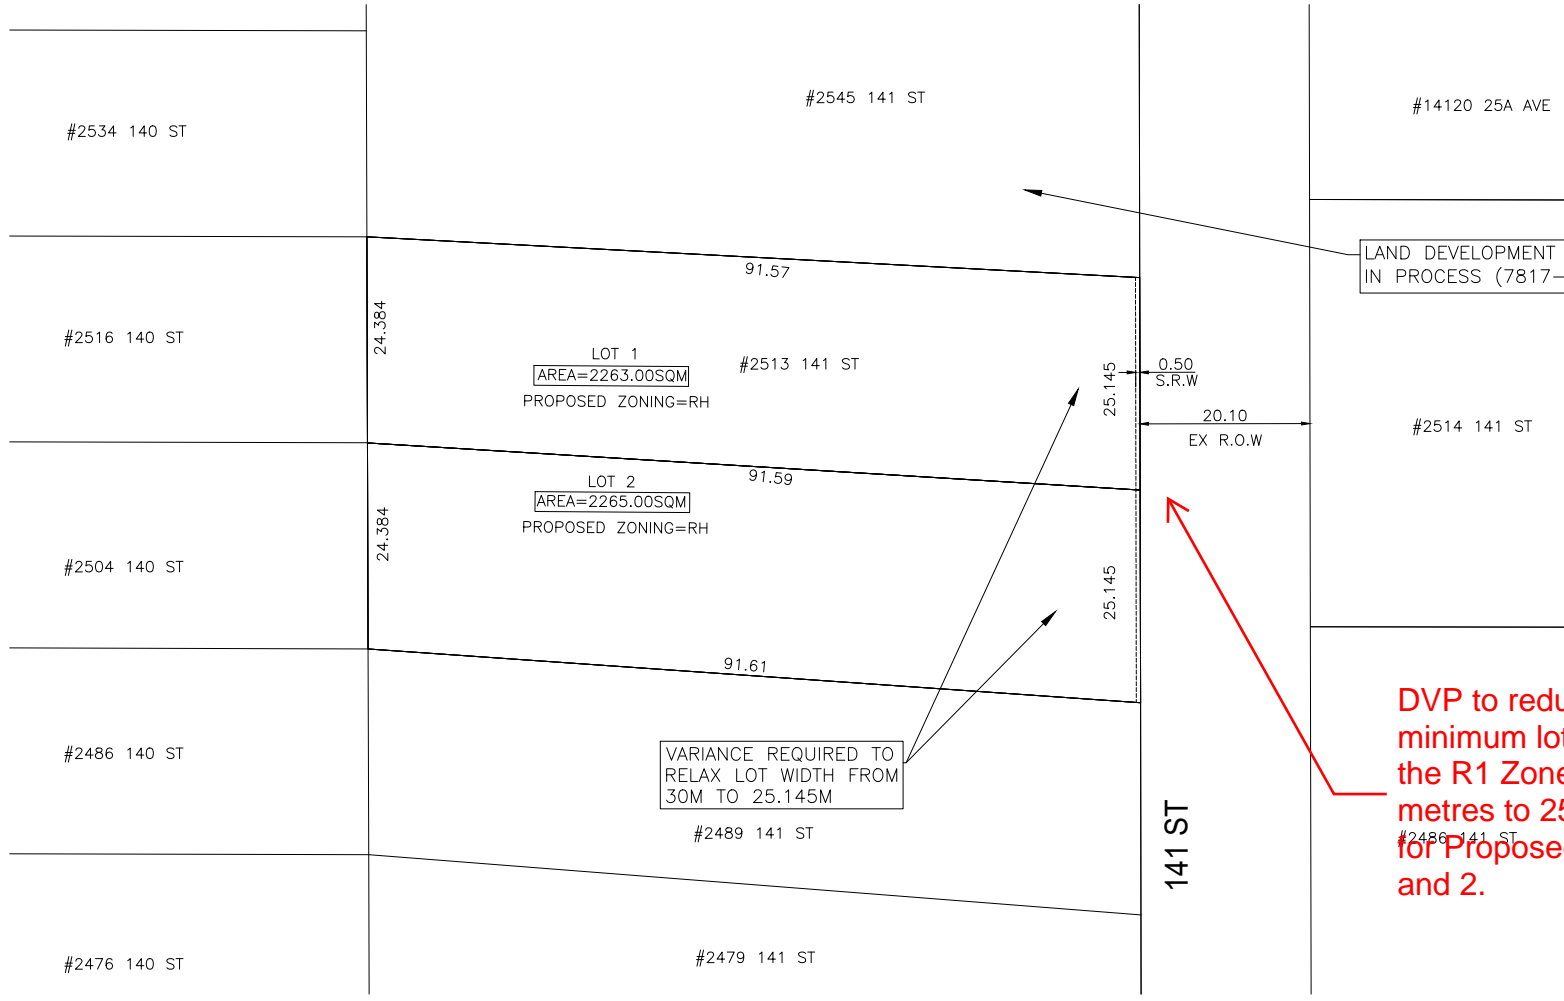 #2545 141 ST
#14120 25A AVE
#2534 140 ST
LAND DEVELOPMENT
IN PROCESS (7817-
91.57
24.384
#2516 140 ST
LOT 1
AREA=2263.00SQM
PROPOSED ZONING=RH
#2513 141 ST
25.145
0.50
S.R.W
20.10
EX R.O.W
#2514 141 ST
91.59
LOT 2
AREA=2265.00SQM
PROPOSED ZONING=RH
24.384
#2504 140 ST
25.145
91.61
#2486 140 ST
VARIANCE REQUIRED TO
RELAX LOT WIDTH FROM
30M TO 25.145M
#2489 141 ST
141 ST
DVP to redu
minimum lot
the R1 Zone
metres to 25
#2486 141 ST
for Propose
and 2.
#2476 140 ST
#2479 141 ST